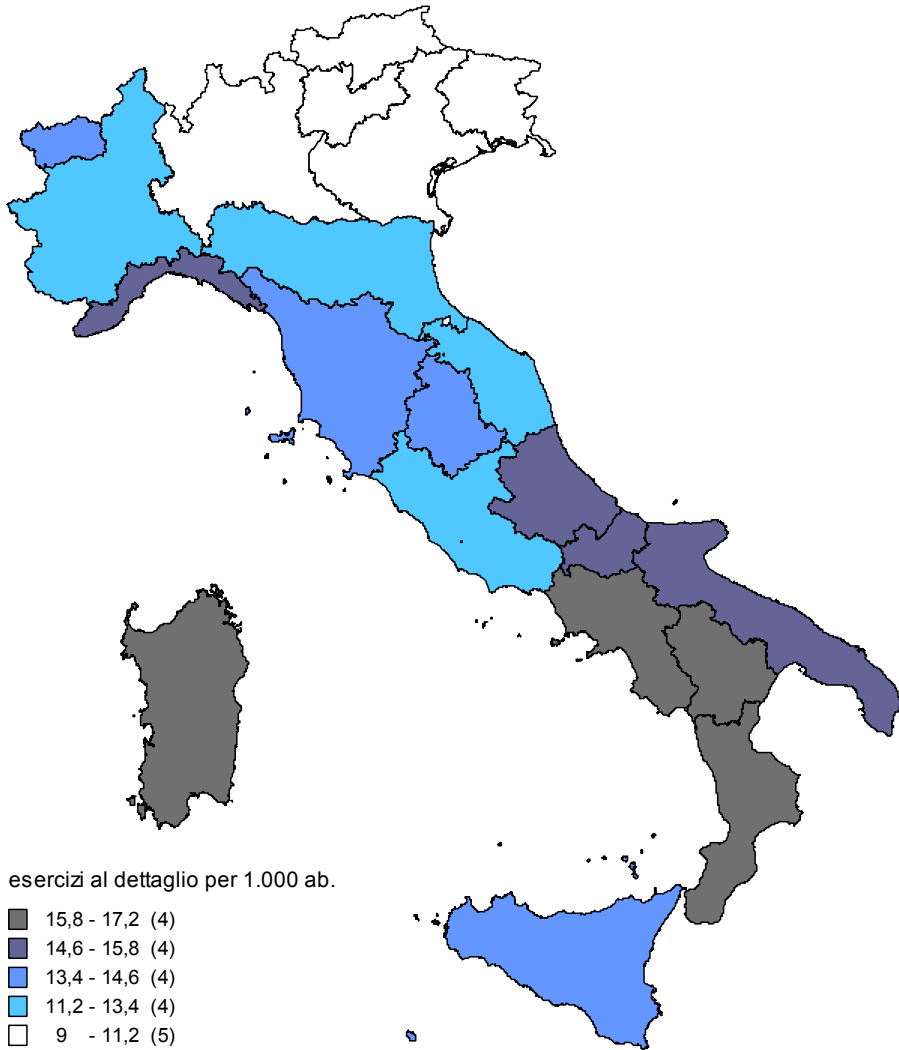 esercizi al dettaglio per 1.000 ab.
15,8 - 17,2 (4)
14,6 - 15,8 (4)
13,4 - 14,6 (4)
11,2 - 13,4 (4)
9 - 11,2 (5)